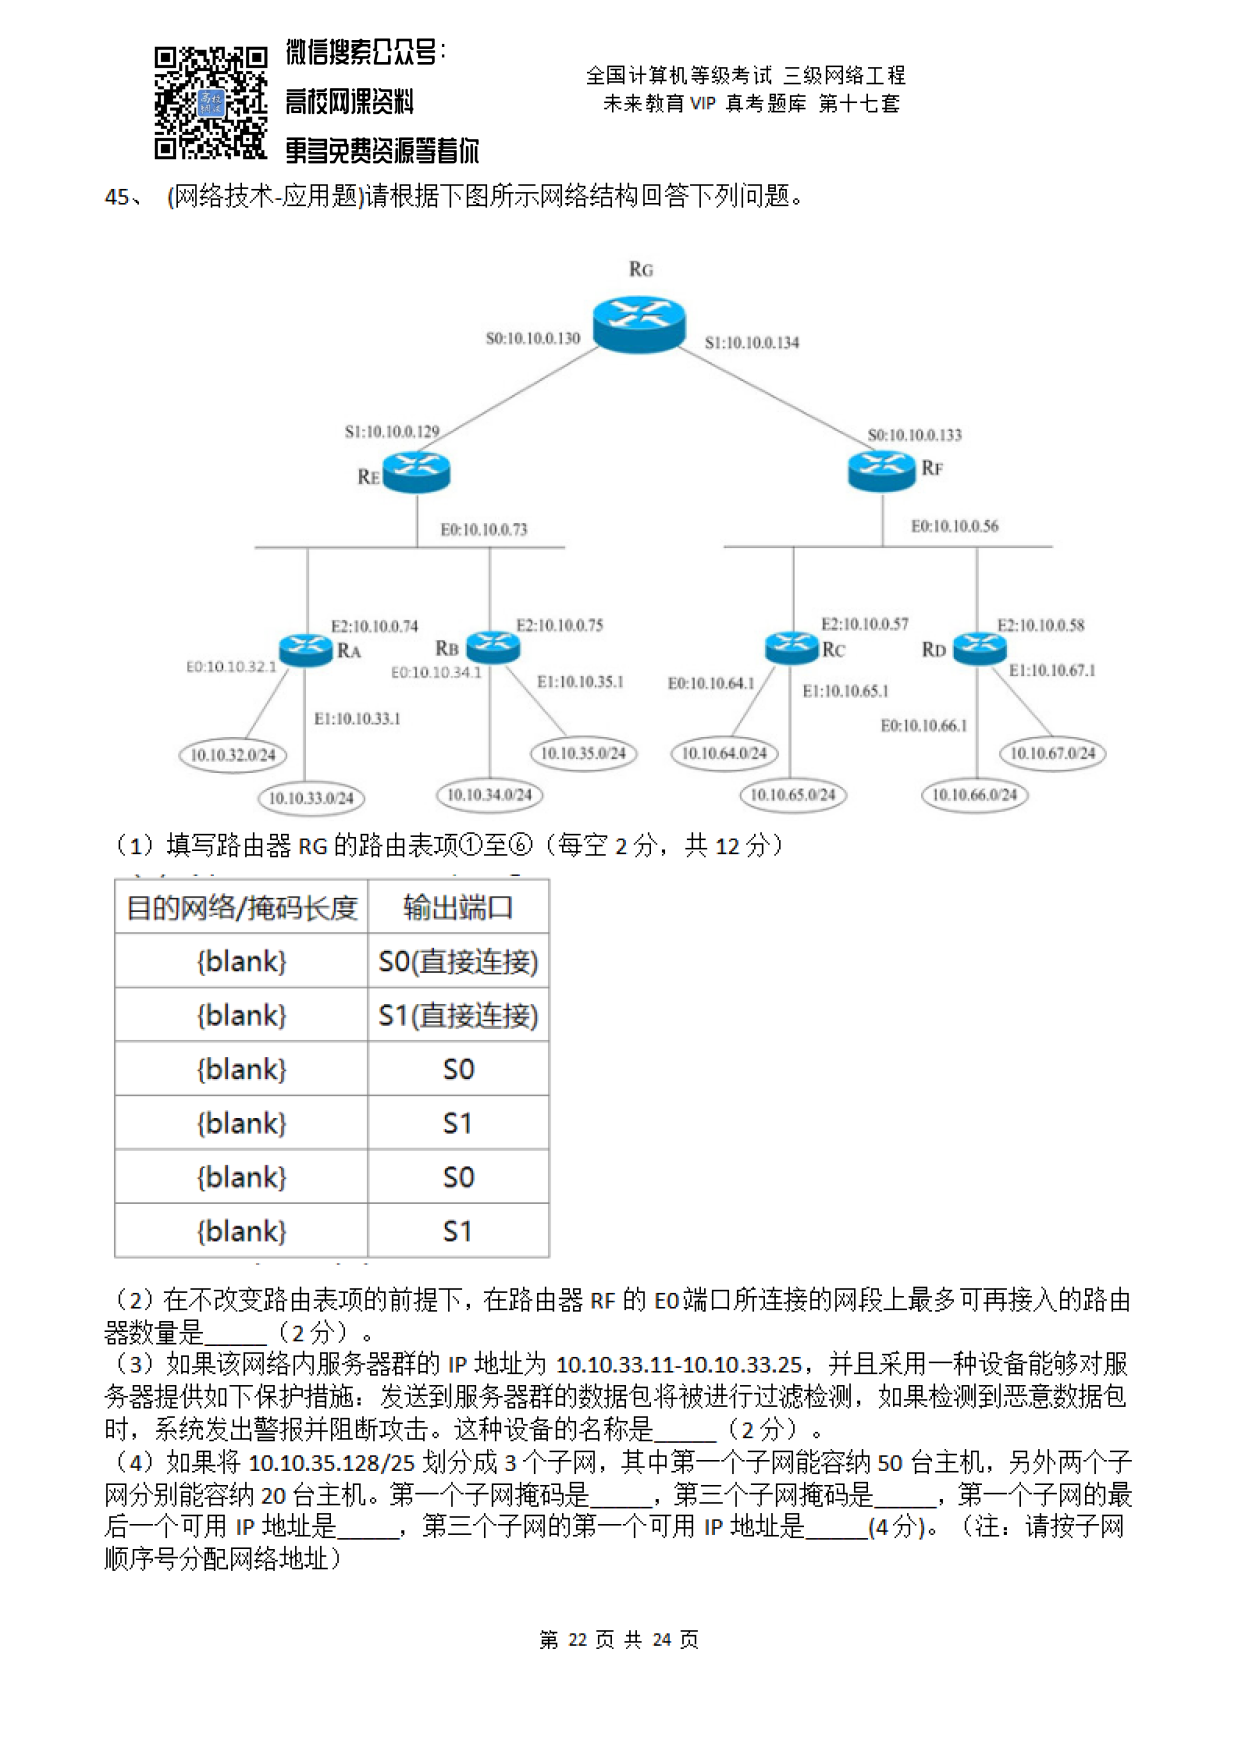 微信搜索公众号：
高校网课资料
更多免费资源等着你
全国计算机等级考试 三级网络工程
未来教育 VIP 真考题库 第十七套
45、 (网络技术-应用题)请根据下图所示网络结构回答下列问题。
RG
S0:10.10.0.130
S1:10.10.0.134
S1:10.10.0.129
S0:10.10.0.133
RE
RF
E0:10.10.0.73
E0:10.10.0.56
E2:10.10.0.74
E2:10.10.0.75
E2:10.10.0.57
E2:10.10.0.58
RA
RB
RC
RD
E0:10.10.32.1
E0:10.10.34.1
E1:10.10.35.1
E0:10.10.64.1
E1:10.10.65.1
E1:10.10.67.1
E1:10.10.33.1
E0:10.10.66.1
10.10.32.0/24
10.10.35.0/24
10.10.64.0/24
10.10.67.0/24
10.10.33.0/24
10.10.34.0/24
10.10.65.0/24
10.10.66.0/24
（1）填写路由器 RG 的路由表项①至⑥（每空 2 分，共 12 分）
目的网络/掩码长度 输出端口
{blank} S0(直接连接)
{blank} S1(直接连接)
{blank} S0
{blank} S1
{blank} S0
{blank} S1
（2）在不改变路由表项的前提下，在路由器 RF 的 E0 端口所连接的网段上最多可再接入的路由
器数量是_____（2 分）。
（3）如果该网络内服务器群的 IP 地址为 10.10.33.11-10.10.33.25，并且采用一种设备能够对服
务器提供如下保护措施：发送到服务器群的数据包将被进行过滤检测，如果检测到恶意数据包
时，系统发出警报并阻断攻击。这种设备的名称是_____（2 分）。
（4）如果将 10.10.35.128/25 划分成 3 个子网，其中第一个子网能容纳 50 台主机，另外两个子
网分别能容纳 20 台主机。第一个子网掩码是_____，第三个子网掩码是_____，第一个子网的最
后一个可用 IP 地址是_____，第三个子网的第一个可用 IP 地址是_____(4 分)。（注：请按子网
顺序号分配网络地址）
第 22 页 共 24 页